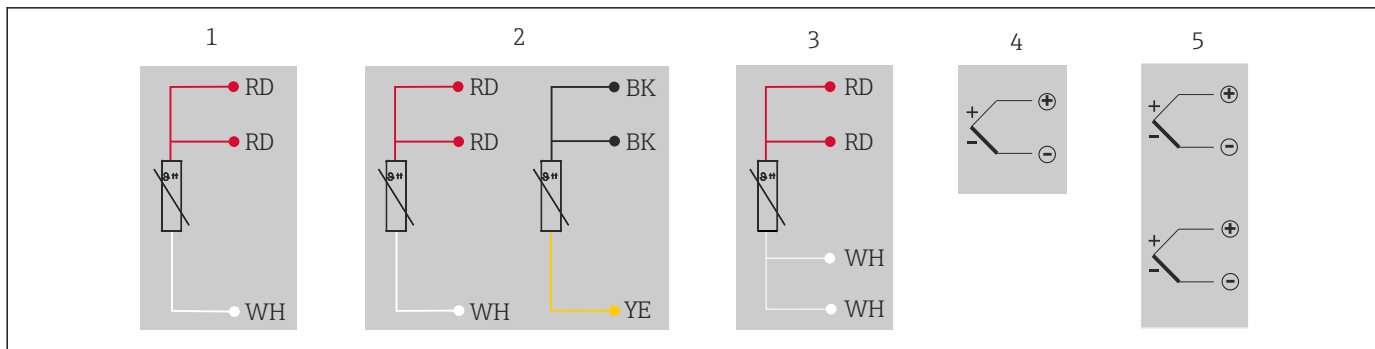 1 2 3 4 5
RD RD BK RD
RD RD BK RD
WH WH YE WH
WH
+ - + -
+ - + -
+ - + -
ϑ ϑ ϑ ϑ